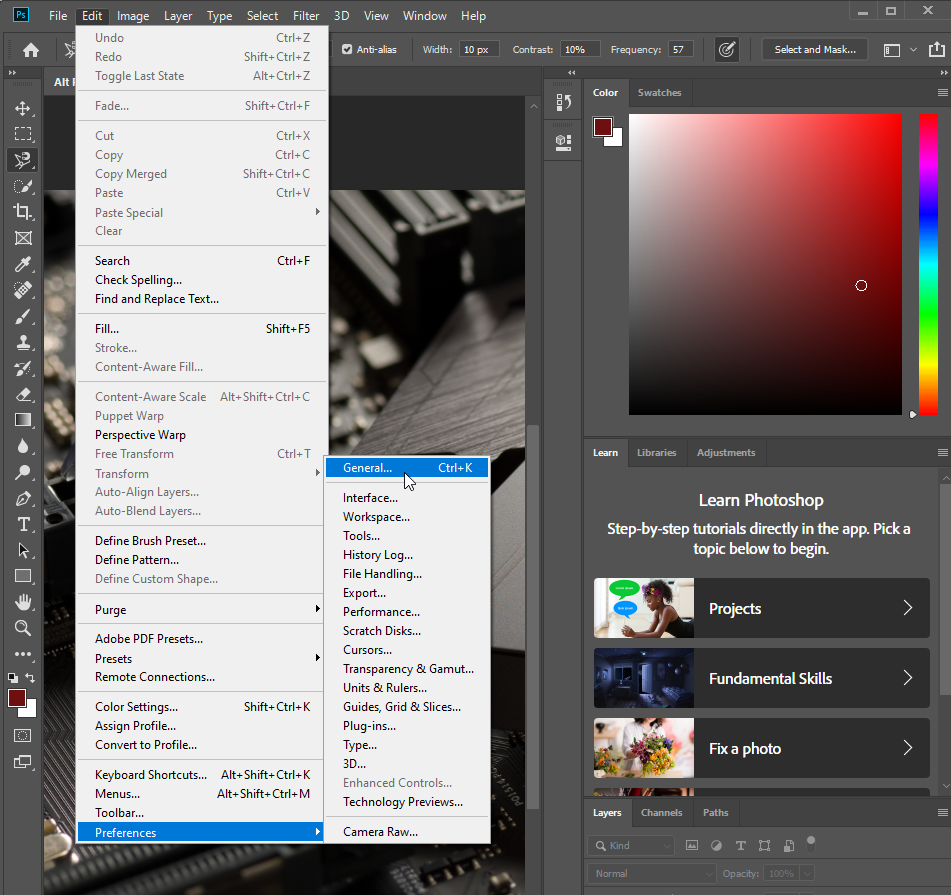 Ps File Edit Image Layer Type Select Filter 3D View Window Help
Anti-alias Width: 10 px Contrast: 10% Frequency: 57 Select and Mask...
Alt
Undo Ctrl+Z
Redo Shift+Ctrl+Z
Toggle Last State Alt+Ctrl+Z
Fade... Shift+Ctrl+F
Cut Ctrl+X
Copy Ctrl+C
Copy Merged Shift+Ctrl+C
Paste Ctrl+V
Paste Special
Clear
Search Ctrl+F
Check Spelling...
Find and Replace Text...
Fill... Shift+F5
Stroke...
Content-Aware Fill...
Content-Aware Scale Alt+Shift+Ctrl+C
Puppet Warp
Perspective Warp
Free Transform Ctrl+T
Transform
Auto-Align Layers...
Auto-Blend Layers...
Define Brush Preset...
Define Pattern...
Define Custom Shape...
Purge
Adobe PDF Presets...
Presets
Remote Connections...
Color Settings... Shift+Ctrl+K
Assign Profile...
Convert to Profile...
Keyboard Shortcuts... Alt+Shift+Ctrl+K
Menus... Alt+Shift+Ctrl+M
Toolbar...
Preferences
General... Ctrl+K
Interface...
Workspace...
Tools...
History Log...
File Handling...
Export...
Performance...
Scratch Disks...
Cursors...
Transparency & Gamut...
Units & Rulers...
Guides, Grid & Slices...
Plug-ins...
Type...
3D...
Enhanced Controls...
Technology Previews...
Camera Raw...
Color Swatches
Learn Libraries Adjustments
Learn Photoshop
Step-by-step tutorials directly in the app. Pick a
topic below to begin.
Projects
Fundamental Skills
Fix a photo
Layers Channels Paths
Kind
Normal Opacity: 100%